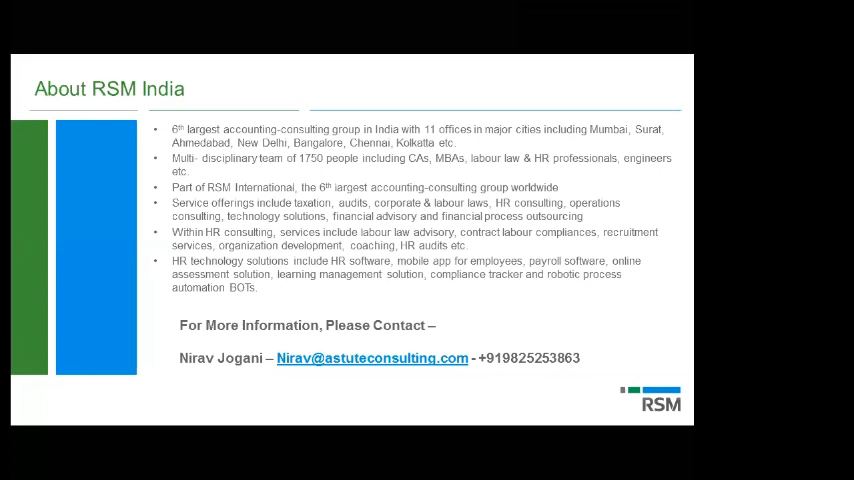 About RSM India
• 6th largest accounting-consulting group in India with 11 offices in major cities including Mumbai, Surat,
Ahmedabad, New Delhi, Bangalore, Chennai, Kolkatta etc.
• Multi- disciplinary team of 1750 people including CAs, MBAs, labour law & HR professionals, engineers
etc.
• Part of RSM International, the 6th largest accounting-consulting group worldwide
• Service offerings include taxation, audits, corporate & labour laws, HR consulting, operations
consulting, technology solutions, financial advisory and financial process outsourcing
• Within HR consulting, services include labour law advisory, contract labour compliances, recruitment
services, organization development, coaching, HR audits etc.
• HR technology solutions include HR software, mobile app for employees, payroll software, online
assessment solution, learning management solution, compliance tracker and robotic process
automation BOTs.
For More Information, Please Contact –
Nirav Jogani – Nirav@astuteconsulting.com - +919825253863
RSM